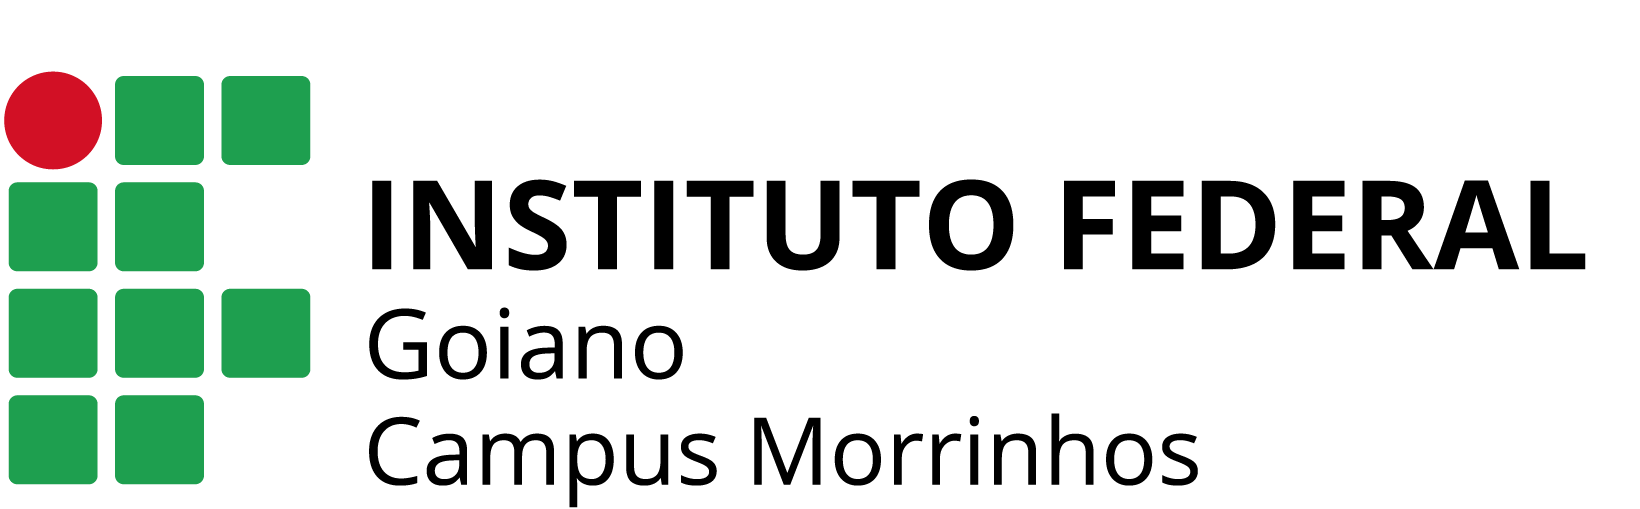 INSTITUTO FEDERAL
Goiano
Campus Morrinhos